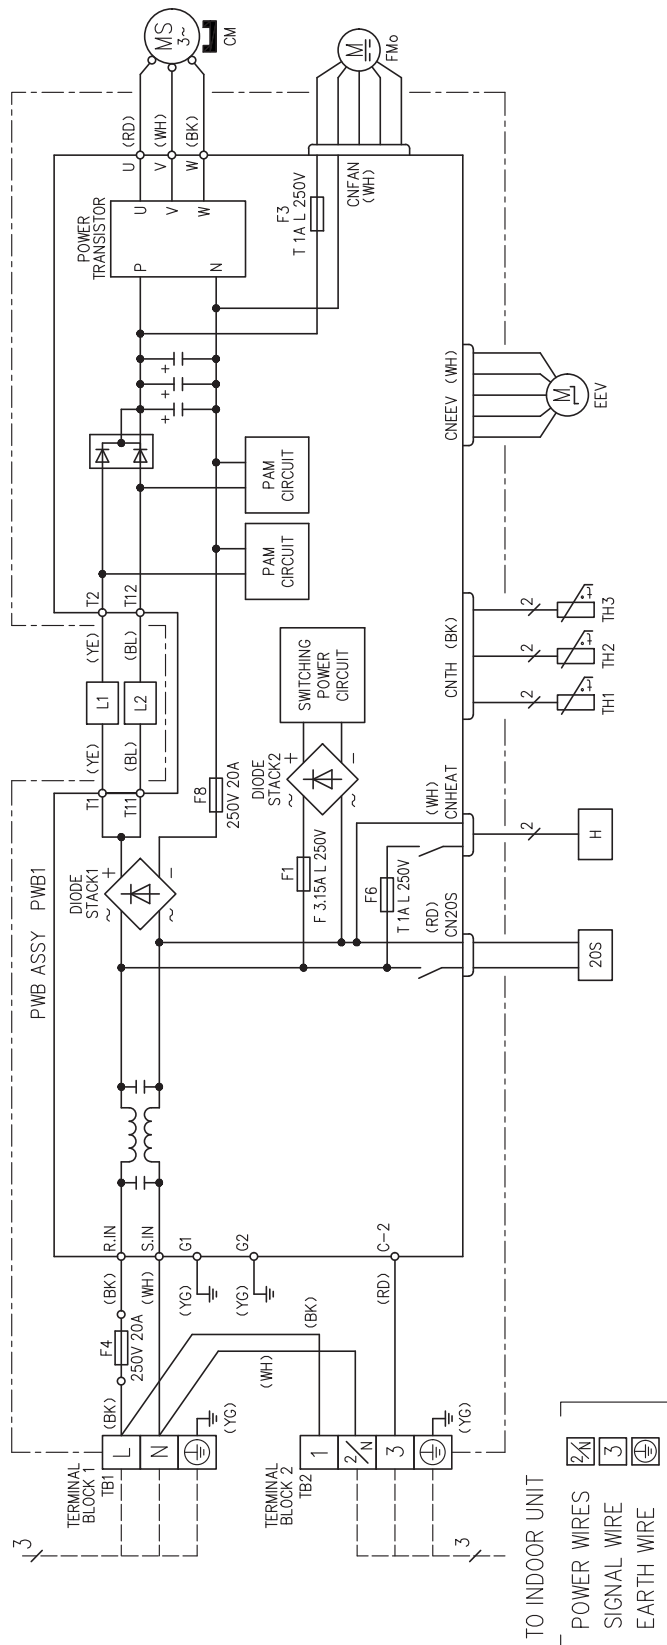 TERMINAL
BLOCK 1
TB1
L
N
3
(YG)
(BK)
F4
250V 20A
(BK)
(WH)
R.IN
S.IN
G1
(YG)
G2
(YG)
C-2
(RD)
(BK)
(WH)
TERMINAL
BLOCK 2
TB2
1
2/N
3
(YG)
3
PWB ASSY PWB1
DIODE
STACK1
~
+
~
-
T1
T11
(YE)
(BL)
L1
L2
(YE)
(BL)
T2
T12
F8
250V 20A
DIODE
STACK2
~
+
~
-
F1
F 3.15A L 250V
SWITCHING
POWER
CIRCUIT
F6
T 1A L 250V
(RD)
CN20S
20S
(WH)
CNHEAT
2
H
PAM
CIRCUIT
PAM
CIRCUIT
+
+
+
CNTH (BK)
2
2
2
t°
t°
t°
TH1
TH2
TH3
CNEEV (WH)
M
EEV
POWER
TRANSISTOR
P
N
U
V
W
U
V
W
(RD)
(WH)
(BK)
MS
3~
CM
F3
T 1A L 250V
CNFAN
(WH)
M
FMo
TO INDOOR UNIT
POWER WIRES 2/N
SIGNAL WIRE 3
EARTH WIRE